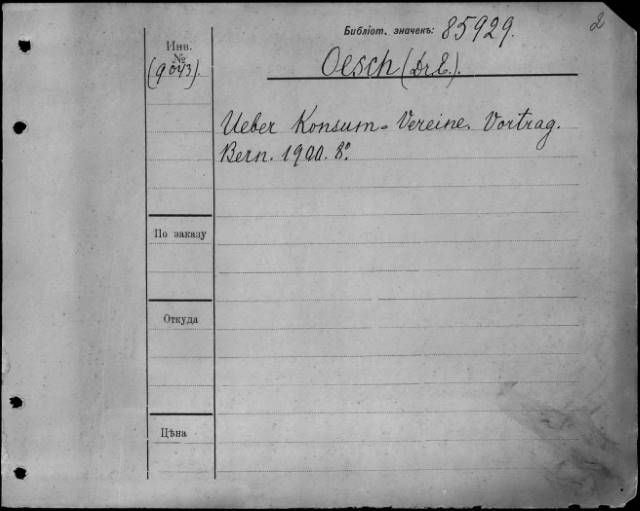 Библіот. значекъ: 85929.
2
Инв.
№
(9043).
Oesch (Dr E.).
Ueber Konsum-Vereine. Vortrag.
Bern. 1900. 8º.
По заказу
Откуда
Цѣна